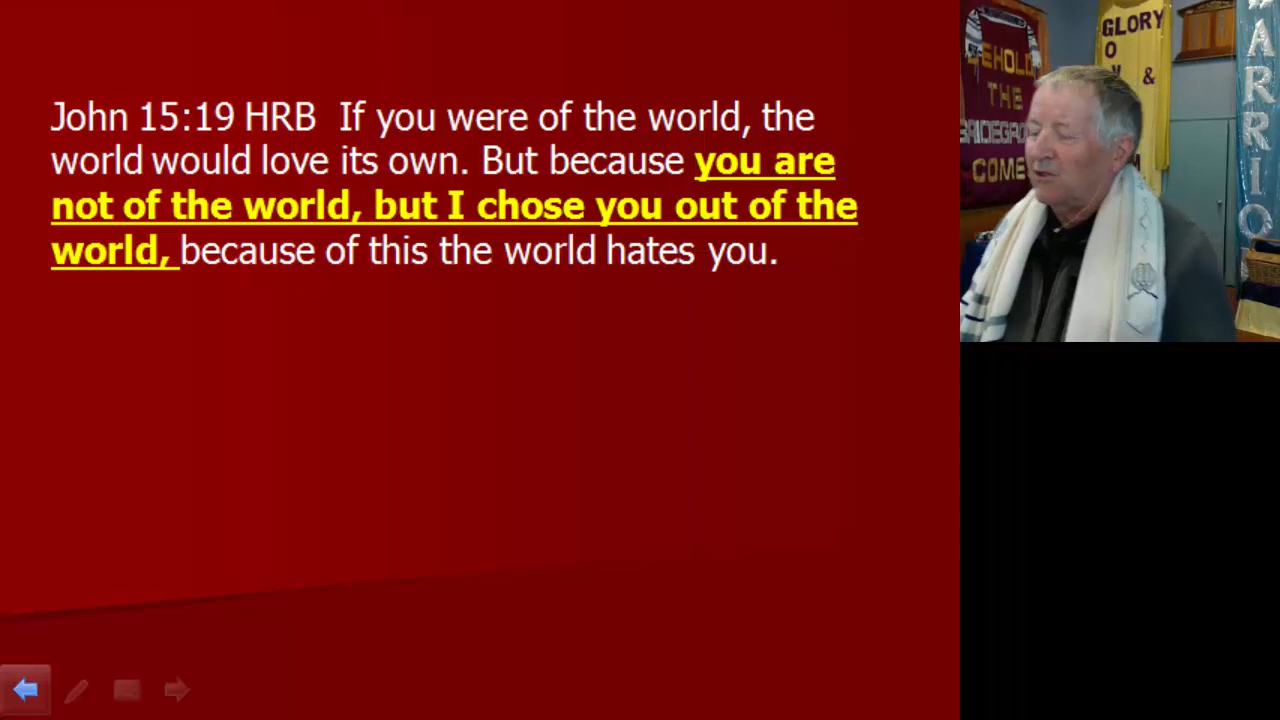 John 15:19 HRB  If you were of the world, the
world would love its own. But because you are
not of the world, but I chose you out of the
world, because of this the world hates you.
GLORY
&
THE
COME